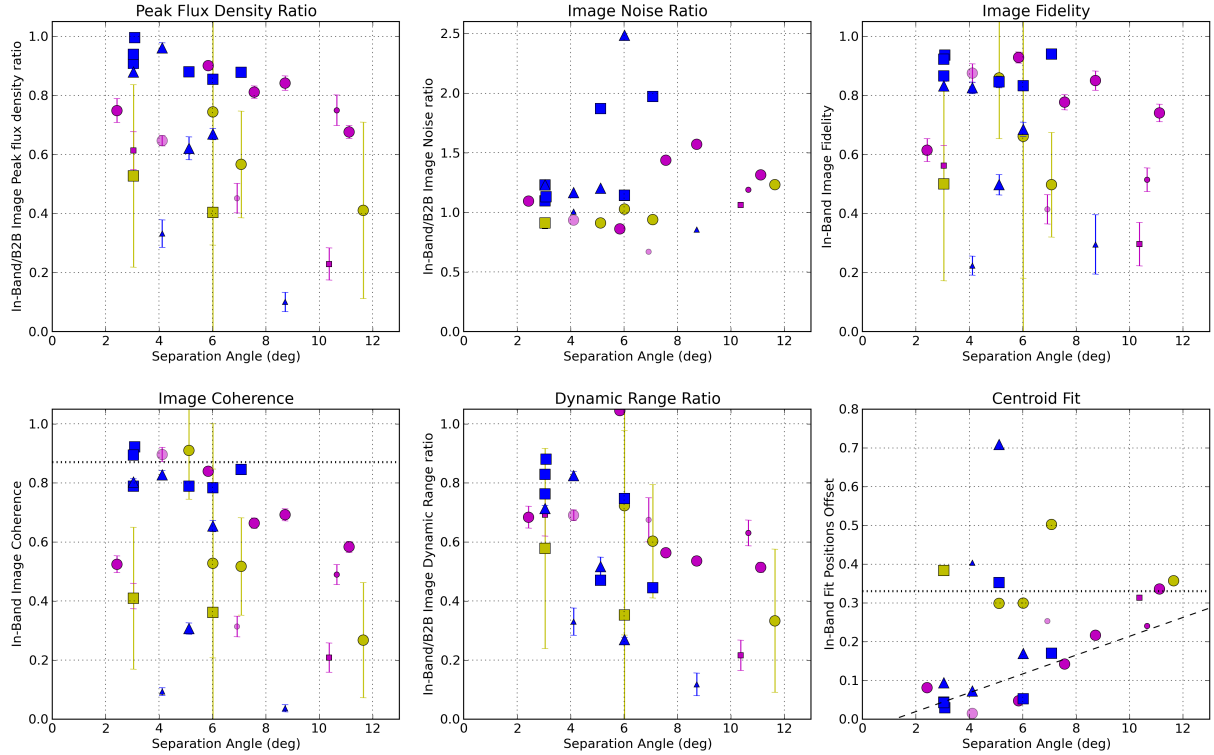 Peak Flux Density Ratio
In-Band/B2B Image Peak flux density ratio
1.0
0.8
0.6
0.4
0.2
0.0
0 2 4 6 8 10 12
Separation Angle (deg)
Image Noise Ratio
In-Band/B2B Image Noise ratio
2.5
2.0
1.5
1.0
0.5
0.0
0 2 4 6 8 10 12
Separation Angle (deg)
Image Fidelity
In-Band Image Fidelity
1.0
0.8
0.6
0.4
0.2
0.0
0 2 4 6 8 10 12
Separation Angle (deg)
Image Coherence
In-Band Image Coherence
1.0
0.8
0.6
0.4
0.2
0.0
0 2 4 6 8 10 12
Separation Angle (deg)
Dynamic Range Ratio
In-Band/B2B Image Dynamic Range ratio
1.0
0.8
0.6
0.4
0.2
0.0
0 2 4 6 8 10 12
Separation Angle (deg)
Centroid Fit
In-Band Fit Positions Offset
0.8
0.7
0.6
0.5
0.4
0.3
0.2
0.1
0.0
0 2 4 6 8 10 12
Separation Angle (deg)